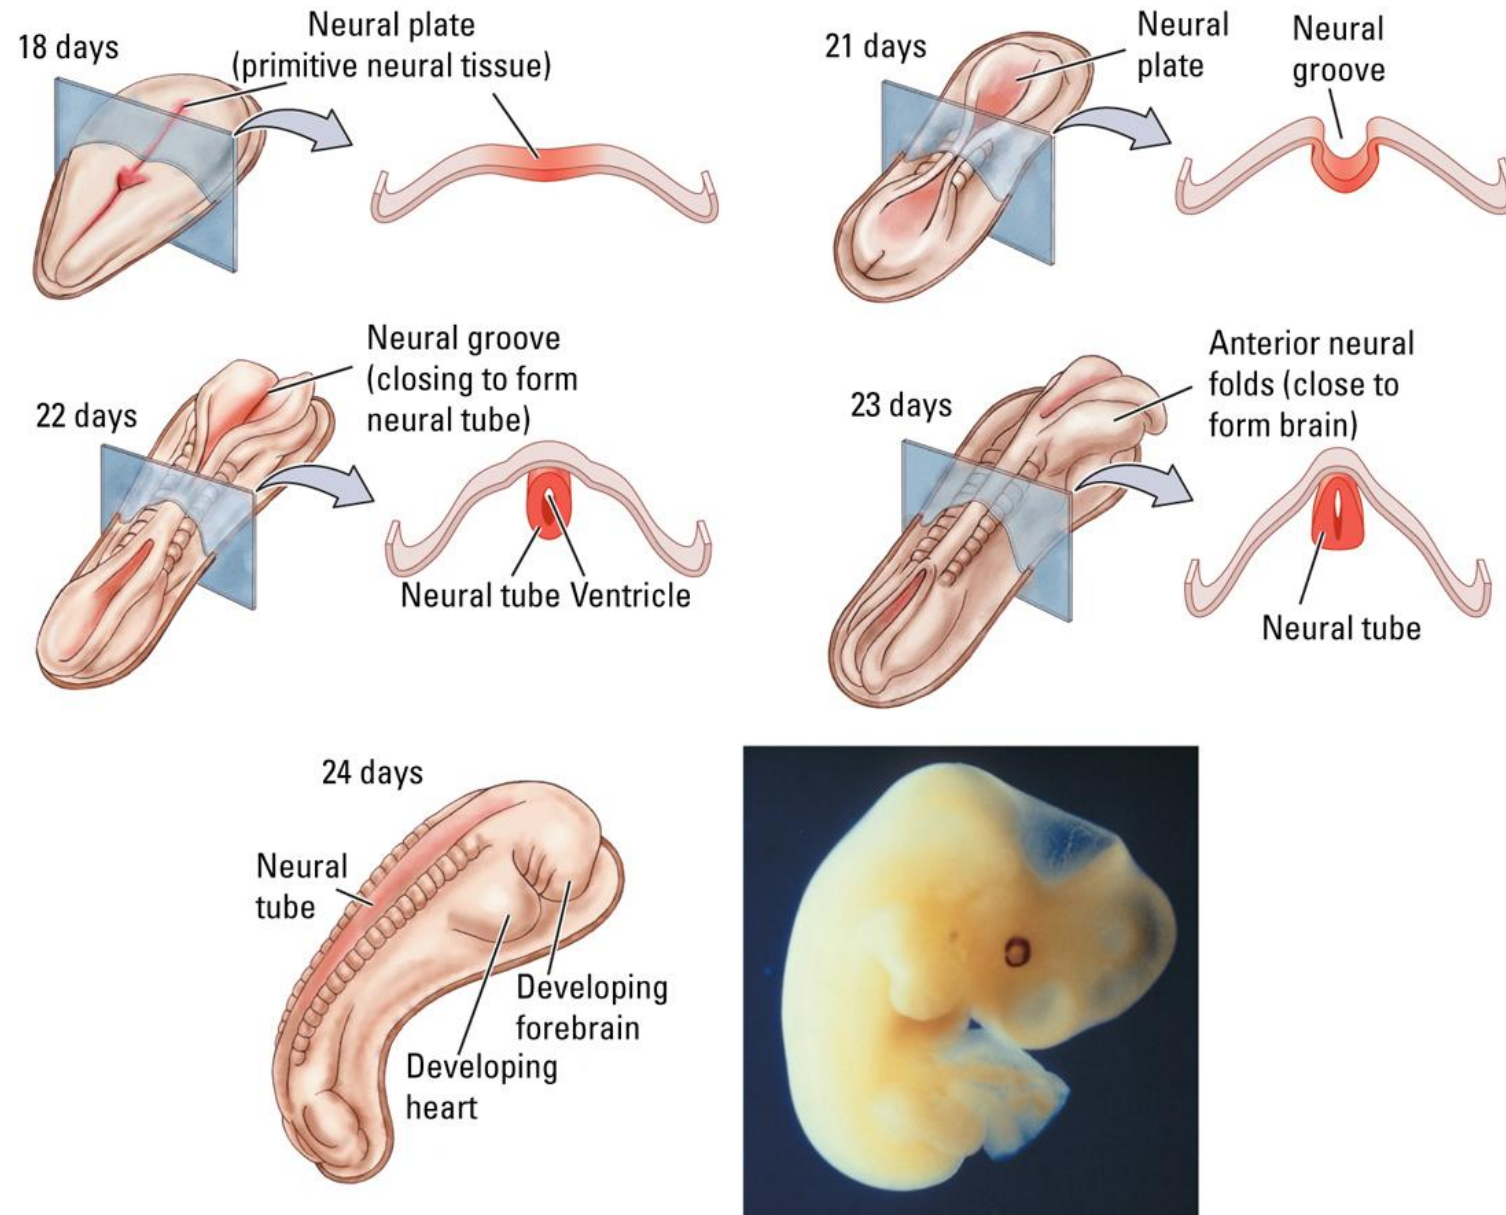 18 days
Neural plate
(primitive neural tissue)
21 days
Neural
plate
Neural
groove
22 days
Neural groove
(closing to form
neural tube)
Neural tube Ventricle
23 days
Anterior neural
folds (close to
form brain)
Neural tube
24 days
Neural
tube
Developing
forebrain
Developing
heart